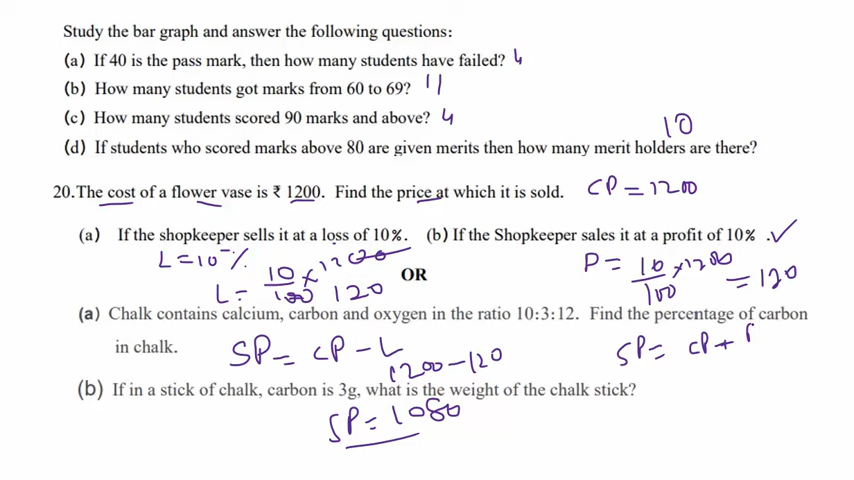 Study the bar graph and answer the following questions:
(a) If 40 is the pass mark, then how many students have failed? 4
(b) How many students got marks from 60 to 69? 11
(c) How many students scored 90 marks and above? 4
10
(d) If students who scored marks above 80 are given merits then how many merit holders are there?
20.The cost of a flower vase is ₹ 1200. Find the price at which it is sold. CP = 1200
(a) If the shopkeeper sells it at a loss of 10%. (b) If the Shopkeeper sales it at a profit of 10% . ✓
L = 10 %
L = 10/100 × 1200 120
OR
P = 10/100 × 1200 = 120
(a) Chalk contains calcium, carbon and oxygen in the ratio 10:3:12. Find the percentage of carbon
in chalk. SP = CP - L
1200 - 120
SP = CP + P
(b) If in a stick of chalk, carbon is 3g, what is the weight of the chalk stick?
SP = 1080